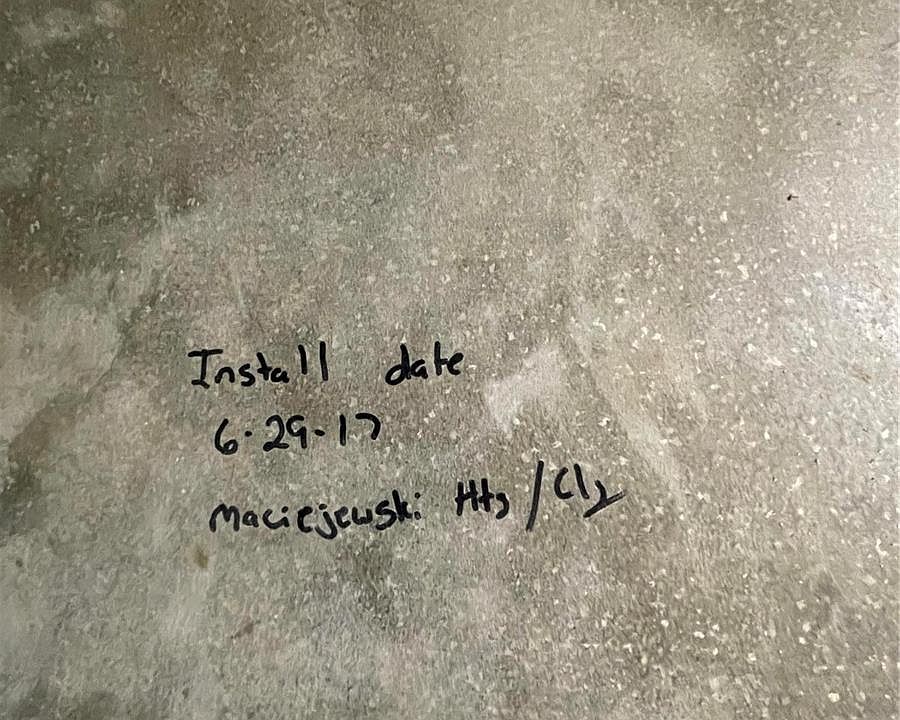 Install date
6-29-17
Maciejewski Htg/Clg